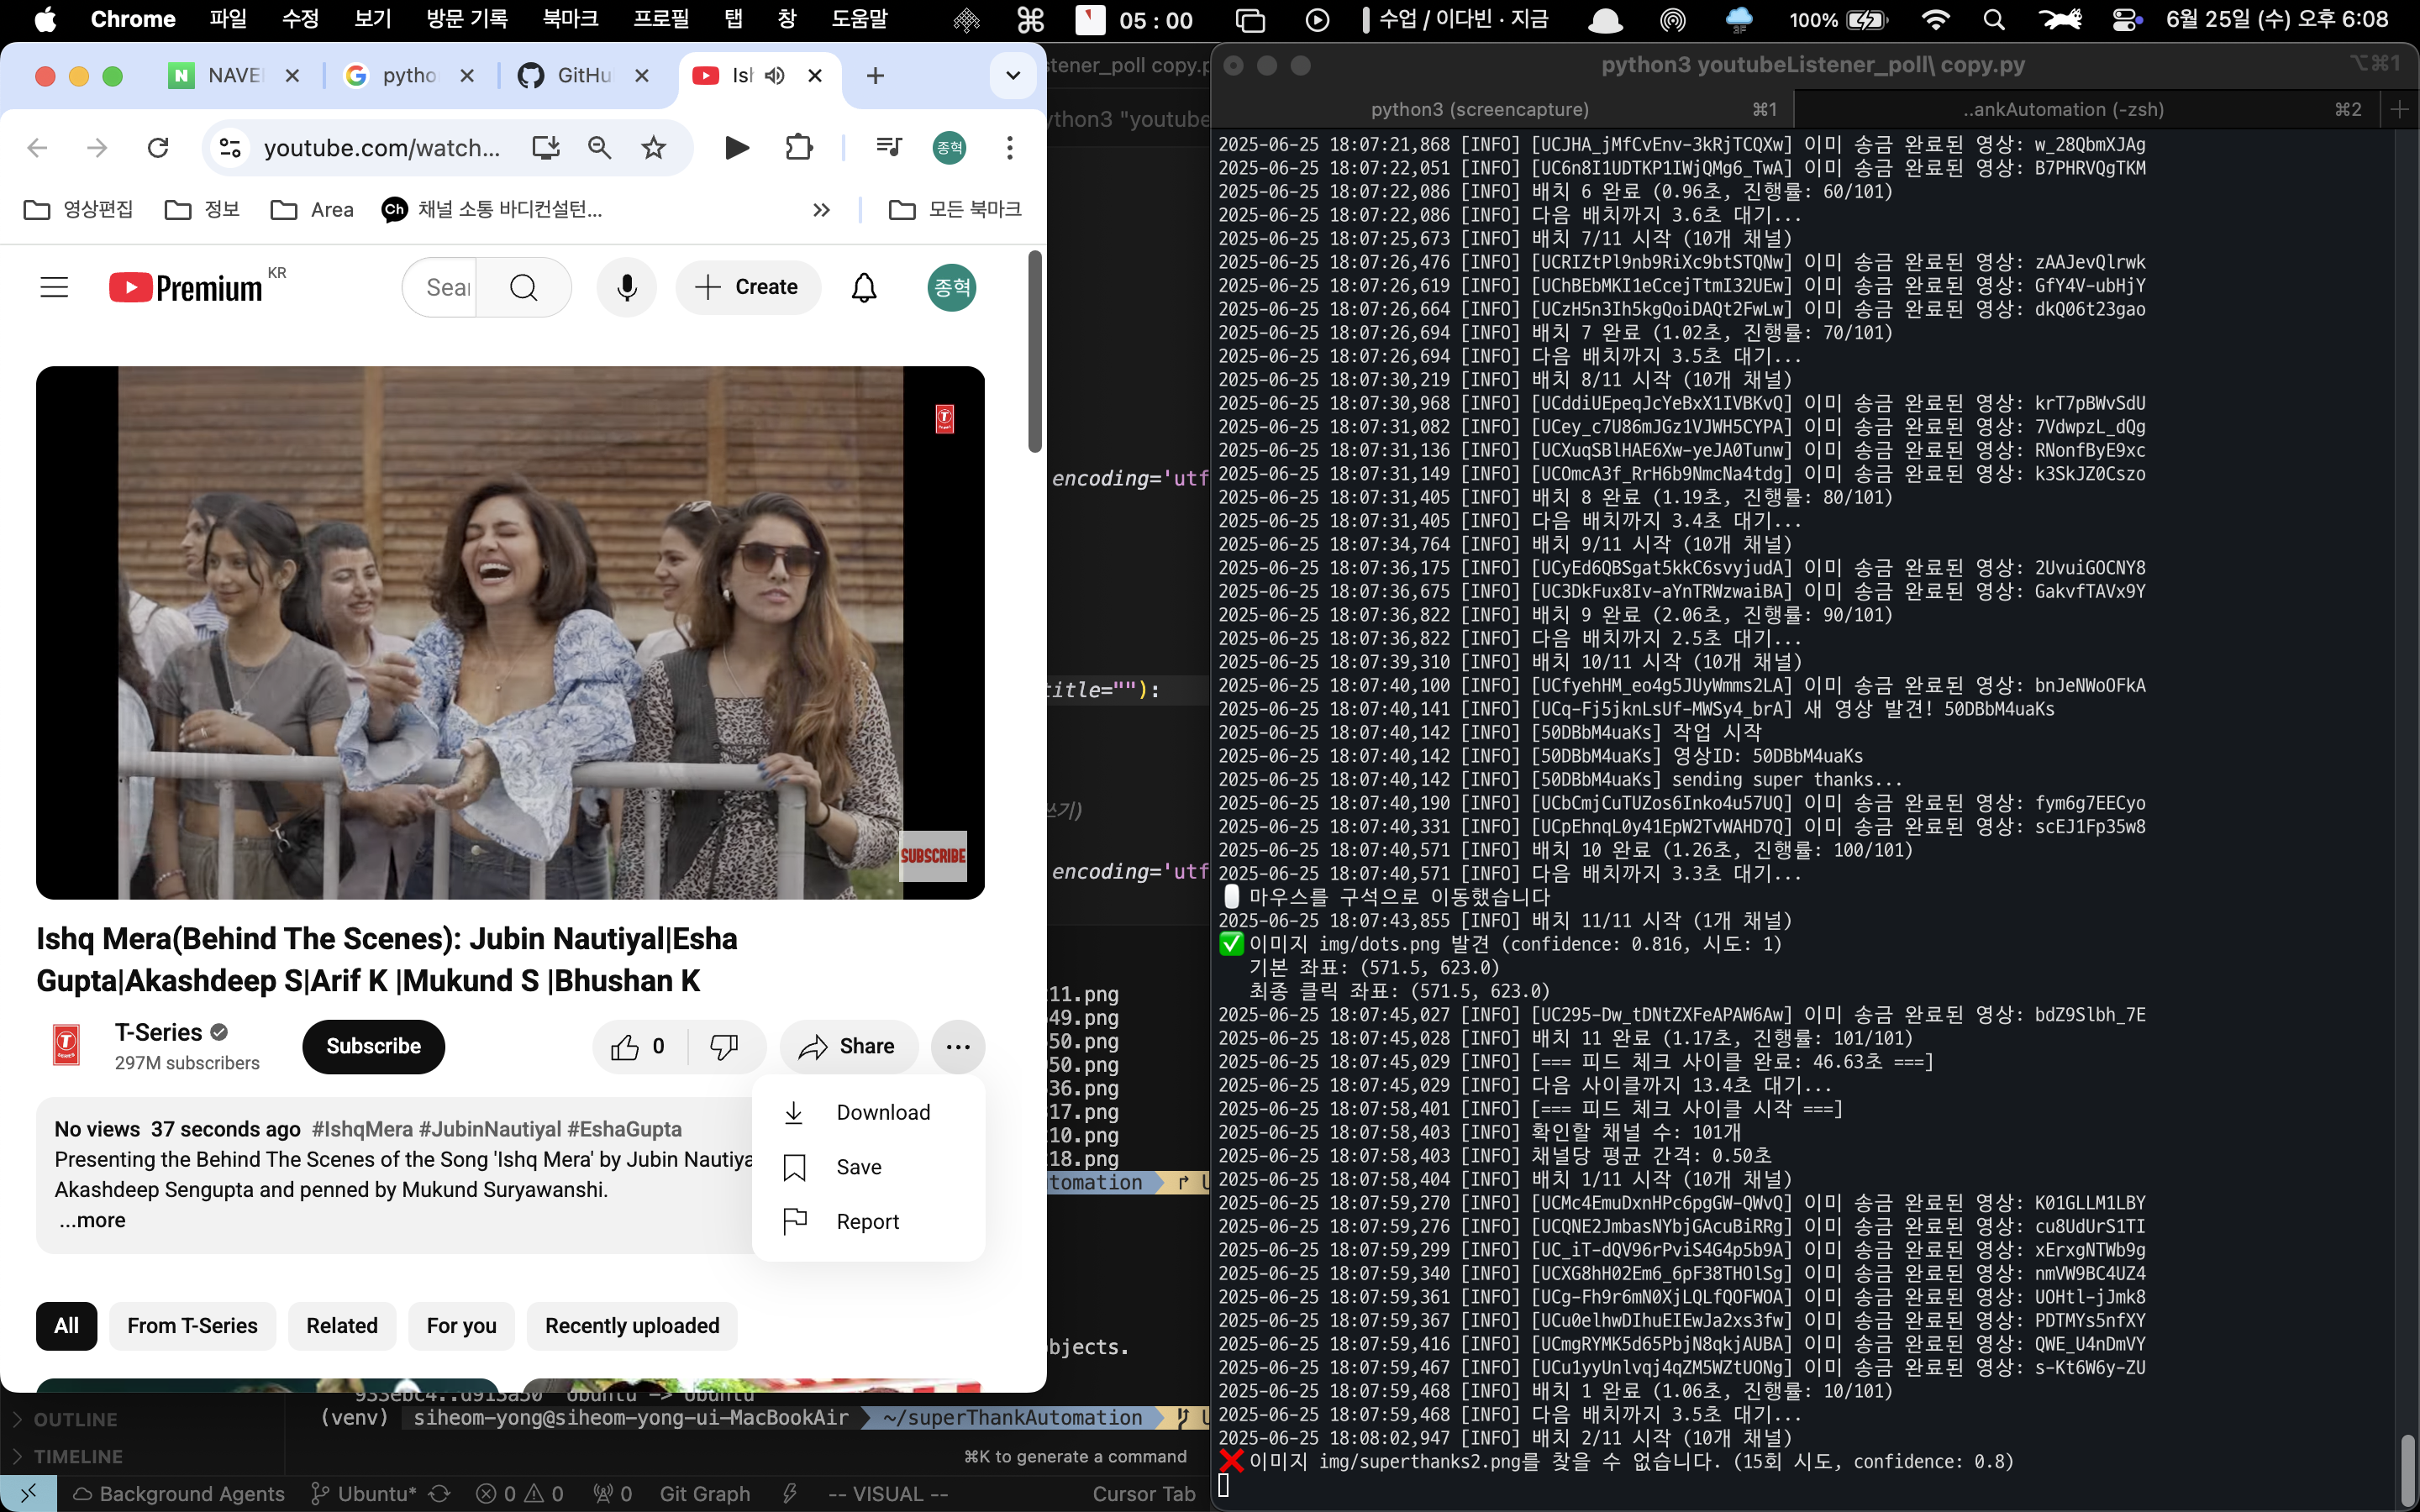 Chrome 파일 수정 보기 방문 기록 북마크 프로필 탭 창 도움말 05 : 00 수업 / 이다빈 · 지금 100% 6월 25일 (수) 오후 6:08
NAVE
pytho
GitHu
Ish
youtube.com/watch...
종혁
영상편집
정보
Area
Ch 채널 소통 바디컨설턴...
모든 북마크
Premium KR
Sear
Create
종혁
SUBSCRIBE
Ishq Mera(Behind The Scenes): Jubin Nautiyal|Esha
Gupta|Akashdeep S|Arif K |Mukund S |Bhushan K
T-Series
297M subscribers
Subscribe
0
Share
Download
Save
Report
No views 37 seconds ago #IshqMera #JubinNautiyal #EshaGupta
Presenting the Behind The Scenes of the Song 'Ishq Mera' by Jubin Nautiya
Akashdeep Sengupta and penned by Mukund Suryawanshi.
...more
All
From T-Series
Related
For you
Recently uploaded
stener_poll copy.p
ython3 "youtube
encoding='utf
title=""):
쓰기)
encoding='utf
11.png
49.png
50.png
50.png
36.png
17.png
10.png
18.png
tomation
bjects.
933ebc4..d913a50 Ubuntu -> Ubuntu
(venv) siheom-yong@siheom-yong-ui-MacBookAir ~/superThankAutomation
⌘K to generate a command
OUTLINE
TIMELINE
Background Agents Ubuntu* 0 0 0 Git Graph -- VISUAL -- Cursor Tab
python3 youtubeListener_poll\ copy.py ⌥⌘1
python3 (screencapture) ⌘1
..ankAutomation (-zsh) ⌘2
2025-06-25 18:07:21,868 [INFO] [UCJHA_jMfCvEnv-3kRjTCQXw] 이미 송금 완료된 영상: w_28QbmXJAg
2025-06-25 18:07:22,051 [INFO] [UC6n8I1UDTKP1IWjQMg6_TwA] 이미 송금 완료된 영상: B7PHRVQgTKM
2025-06-25 18:07:22,086 [INFO] 배치 6 완료 (0.96초, 진행률: 60/101)
2025-06-25 18:07:22,086 [INFO] 다음 배치까지 3.6초 대기...
2025-06-25 18:07:25,673 [INFO] 배치 7/11 시작 (10개 채널)
2025-06-25 18:07:26,476 [INFO] [UCRIZtPl9nb9RiXc9btSTQNw] 이미 송금 완료된 영상: zAAJevQlrwk
2025-06-25 18:07:26,619 [INFO] [UChBEbMKI1eCcejTtmI32UEw] 이미 송금 완료된 영상: GfY4V-ubHjY
2025-06-25 18:07:26,664 [INFO] [UCzH5n3Ih5kgQoiDAQt2FwLw] 이미 송금 완료된 영상: dkQ06t23gao
2025-06-25 18:07:26,694 [INFO] 배치 7 완료 (1.02초, 진행률: 70/101)
2025-06-25 18:07:26,694 [INFO] 다음 배치까지 3.5초 대기...
2025-06-25 18:07:30,219 [INFO] 배치 8/11 시작 (10개 채널)
2025-06-25 18:07:30,968 [INFO] [UCddiUEpeqJcYeBxX1IVBKvQ] 이미 송금 완료된 영상: krT7pBWvSdU
2025-06-25 18:07:31,082 [INFO] [UCey_c7U86mJGz1VJWH5CYPA] 이미 송금 완료된 영상: 7VdwpzL_dQg
2025-06-25 18:07:31,136 [INFO] [UCXuqSBlHAE6Xw-yeJA0Tunw] 이미 송금 완료된 영상: RNonfByE9xc
2025-06-25 18:07:31,149 [INFO] [UCOmcA3f_RrH6b9NmcNa4tdg] 이미 송금 완료된 영상: k3SkJZ0Cszo
2025-06-25 18:07:31,405 [INFO] 배치 8 완료 (1.19초, 진행률: 80/101)
2025-06-25 18:07:31,405 [INFO] 다음 배치까지 3.4초 대기...
2025-06-25 18:07:34,764 [INFO] 배치 9/11 시작 (10개 채널)
2025-06-25 18:07:36,175 [INFO] [UCyEd6QBSgat5kkC6svyjudA] 이미 송금 완료된 영상: 2UvuiGOCNY8
2025-06-25 18:07:36,675 [INFO] [UC3DkFux8Iv-aYnTRWzwaiBA] 이미 송금 완료된 영상: GakvfTAVx9Y
2025-06-25 18:07:36,822 [INFO] 배치 9 완료 (2.06초, 진행률: 90/101)
2025-06-25 18:07:36,822 [INFO] 다음 배치까지 2.5초 대기...
2025-06-25 18:07:39,310 [INFO] 배치 10/11 시작 (10개 채널)
2025-06-25 18:07:40,100 [INFO] [UCfyehHM_eo4g5JUyWmms2LA] 이미 송금 완료된 영상: bnJeNWoOFkA
2025-06-25 18:07:40,141 [INFO] [UCq-Fj5jknLsUf-MWSy4_brA] 새 영상 발견! 50DBbM4uaKs
2025-06-25 18:07:40,142 [INFO] [50DBbM4uaKs] 작업 시작
2025-06-25 18:07:40,142 [INFO] [50DBbM4uaKs] 영상ID: 50DBbM4uaKs
2025-06-25 18:07:40,142 [INFO] [50DBbM4uaKs] sending super thanks...
2025-06-25 18:07:40,190 [INFO] [UCbCmjCuTUZos6Inko4u57UQ] 이미 송금 완료된 영상: fym6g7EECyo
2025-06-25 18:07:40,331 [INFO] [UCpEhnqL0y41EpW2TvWAHD7Q] 이미 송금 완료된 영상: scEJ1Fp35w8
2025-06-25 18:07:40,571 [INFO] 배치 10 완료 (1.26초, 진행률: 100/101)
2025-06-25 18:07:40,571 [INFO] 다음 배치까지 3.3초 대기...
마우스를 구석으로 이동했습니다
2025-06-25 18:07:43,855 [INFO] 배치 11/11 시작 (1개 채널)
✅ 이미지 img/dots.png 발견 (confidence: 0.816, 시도: 1)
기본 좌표: (571.5, 623.0)
최종 클릭 좌표: (571.5, 623.0)
2025-06-25 18:07:45,027 [INFO] [UC295-Dw_tDNtZXFeAPAW6Aw] 이미 송금 완료된 영상: bdZ9Slbh_7E
2025-06-25 18:07:45,028 [INFO] 배치 11 완료 (1.17초, 진행률: 101/101)
2025-06-25 18:07:45,029 [INFO] [=== 피드 체크 사이클 완료: 46.63초 ===]
2025-06-25 18:07:45,029 [INFO] 다음 사이클까지 13.4초 대기...
2025-06-25 18:07:58,401 [INFO] [=== 피드 체크 사이클 시작 ===]
2025-06-25 18:07:58,403 [INFO] 확인할 채널 수: 101개
2025-06-25 18:07:58,403 [INFO] 채널당 평균 간격: 0.50초
2025-06-25 18:07:58,404 [INFO] 배치 1/11 시작 (10개 채널)
2025-06-25 18:07:59,270 [INFO] [UCMc4EmuDxnHPc6pgGW-QWvQ] 이미 송금 완료된 영상: K01GLLM1LBY
2025-06-25 18:07:59,276 [INFO] [UCQNE2JmbasNYbjGAcuBiRRg] 이미 송금 완료된 영상: cu8UdUrS1TI
2025-06-25 18:07:59,299 [INFO] [UC_iT-dQV96rPviS4G4p5b9A] 이미 송금 완료된 영상: xErxgNTWb9g
2025-06-25 18:07:59,340 [INFO] [UCXG8hH02Em6_6pF38THOlSg] 이미 송금 완료된 영상: nmVW9BC4UZ4
2025-06-25 18:07:59,361 [INFO] [UCg-Fh9r6mN0XjLQLfQOFWOA] 이미 송금 완료된 영상: UOHtl-jJmk8
2025-06-25 18:07:59,367 [INFO] [UCu0elhwDIhuEIEwJa2xs3fw] 이미 송금 완료된 영상: PDTMYs5nfXY
2025-06-25 18:07:59,416 [INFO] [UCmgRYMK5d65PbjN8qkjAUBA] 이미 송금 완료된 영상: QWE_U4nDmVY
2025-06-25 18:07:59,467 [INFO] [UCu1yyUnlvqj4qZM5WZtUONg] 이미 송금 완료된 영상: s-Kt6W6y-ZU
2025-06-25 18:07:59,468 [INFO] 배치 1 완료 (1.06초, 진행률: 10/101)
2025-06-25 18:07:59,468 [INFO] 다음 배치까지 3.5초 대기...
2025-06-25 18:08:02,947 [INFO] 배치 2/11 시작 (10개 채널)
❌ 이미지 img/superthanks2.png를 찾을 수 없습니다. (15회 시도, confidence: 0.8)